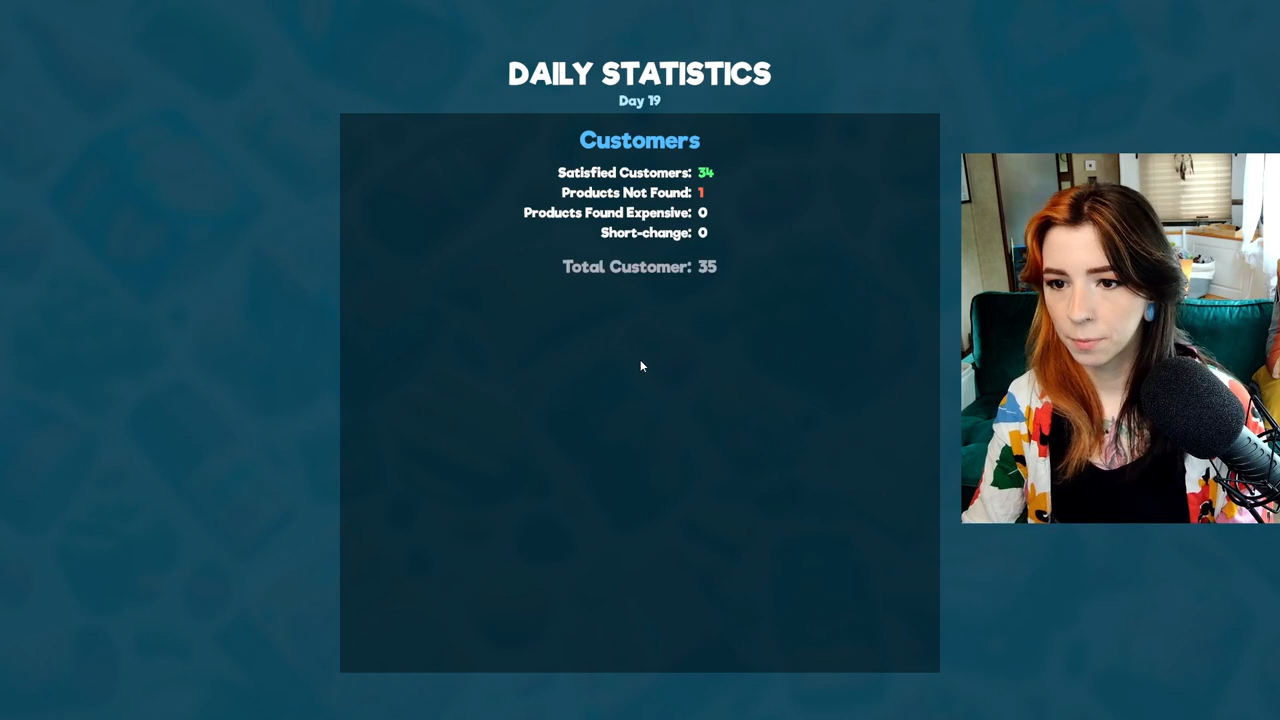 DAILY STATISTICS
Day 19
Customers
Satisfied Customers: 34
Products Not Found: 1
Products Found Expensive: 0
Short-change: 0
Total Customer: 35